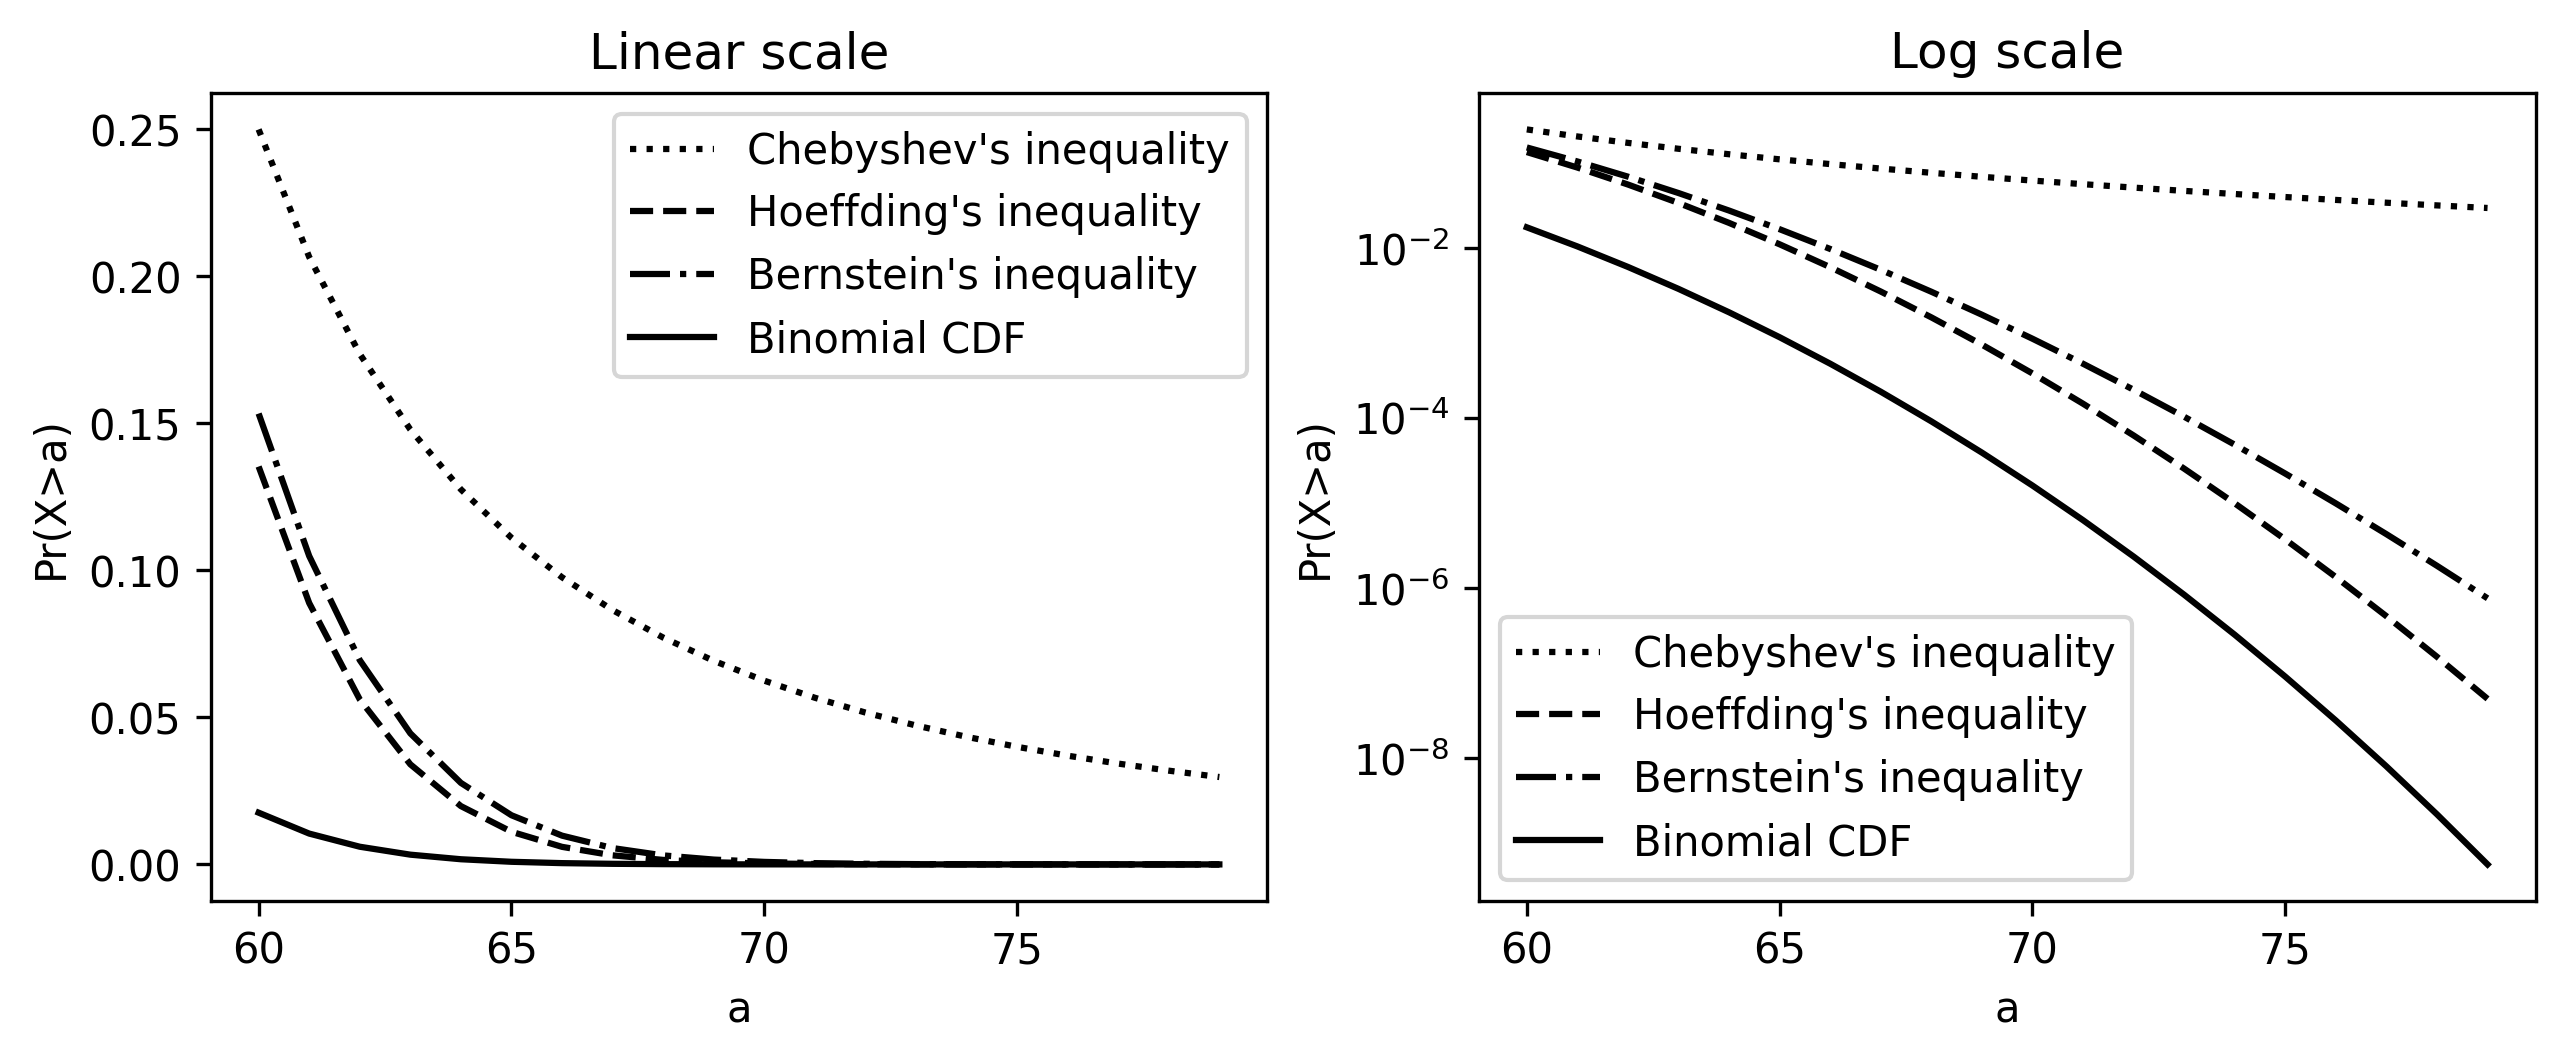 Linear scale
Pr(X>a)
0.25
0.20
0.15
0.10
0.05
0.00
Chebyshev's inequality
Hoeffding's inequality
Bernstein's inequality
Binomial CDF
60 65 70 75
a
Log scale
Pr(X>a)
10⁻²
10⁻⁴
10⁻⁶
10⁻⁸
Chebyshev's inequality
Hoeffding's inequality
Bernstein's inequality
Binomial CDF
60 65 70 75
a